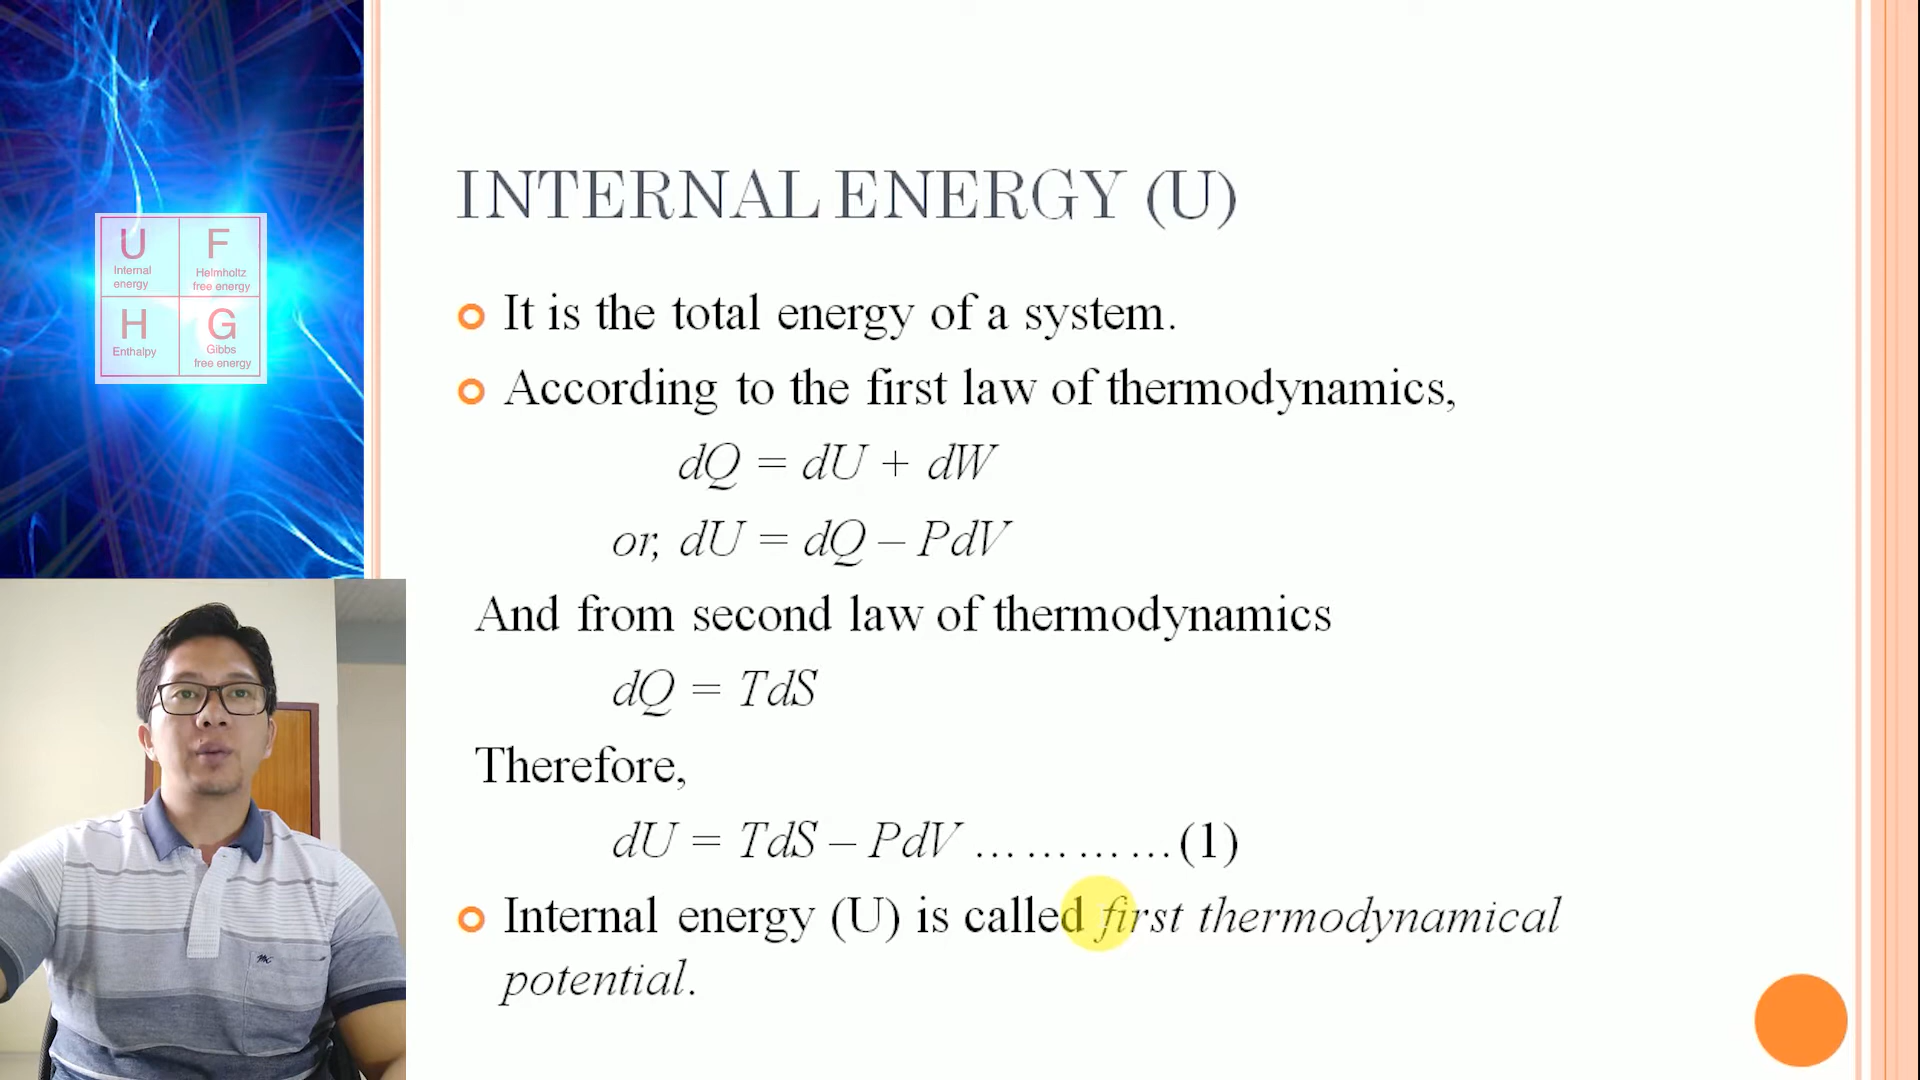 INTERNAL ENERGY (U)
It is the total energy of a system.
According to the first law of thermodynamics,
dQ = dU + dW
or, dU = dQ – PdV
And from second law of thermodynamics
dQ = TdS
Therefore,
dU = TdS – PdV …………(1)
Internal energy (U) is called first thermodynamical
potential.
U F
Internal Helmholtz
energy free energy
H G
Enthalpy Gibbs
free energy